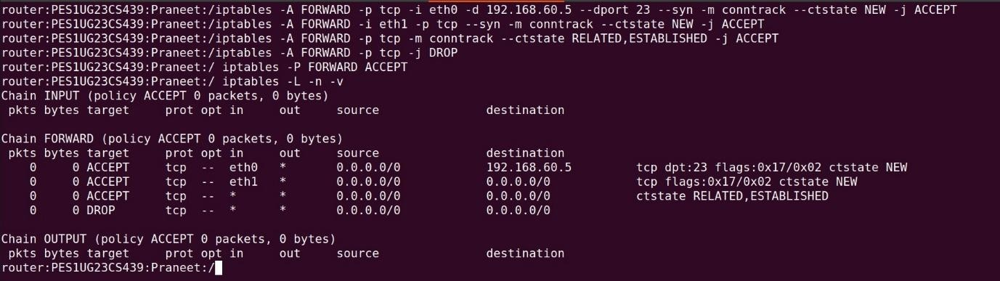 router:PES1UG23CS439:Praneet:/iptables -A FORWARD -p tcp -i eth0 -d 192.168.60.5 --dport 23 --syn -m conntrack --ctstate NEW -j ACCEPT
router:PES1UG23CS439:Praneet:/iptables -A FORWARD -i eth1 -p tcp --syn -m conntrack --ctstate NEW -j ACCEPT
router:PES1UG23CS439:Praneet:/iptables -A FORWARD -p tcp -m conntrack --ctstate RELATED,ESTABLISHED -j ACCEPT
router:PES1UG23CS439:Praneet:/iptables -A FORWARD -p tcp -j DROP
router:PES1UG23CS439:Praneet:/ iptables -P FORWARD ACCEPT
router:PES1UG23CS439:Praneet:/ iptables -L -n -v
Chain INPUT (policy ACCEPT 0 packets, 0 bytes)
 pkts bytes target     prot opt in     out     source               destination

Chain FORWARD (policy ACCEPT 0 packets, 0 bytes)
 pkts bytes target     prot opt in     out     source               destination
    0     0 ACCEPT     tcp  --  eth0   *       0.0.0.0/0            192.168.60.5         tcp dpt:23 flags:0x17/0x02 ctstate NEW
    0     0 ACCEPT     tcp  --  eth1   *       0.0.0.0/0            0.0.0.0/0            tcp flags:0x17/0x02 ctstate NEW
    0     0 ACCEPT     tcp  --  *      *       0.0.0.0/0            0.0.0.0/0            ctstate RELATED,ESTABLISHED
    0     0 DROP       tcp  --  *      *       0.0.0.0/0            0.0.0.0/0

Chain OUTPUT (policy ACCEPT 0 packets, 0 bytes)
 pkts bytes target     prot opt in     out     source               destination
router:PES1UG23CS439:Praneet:/